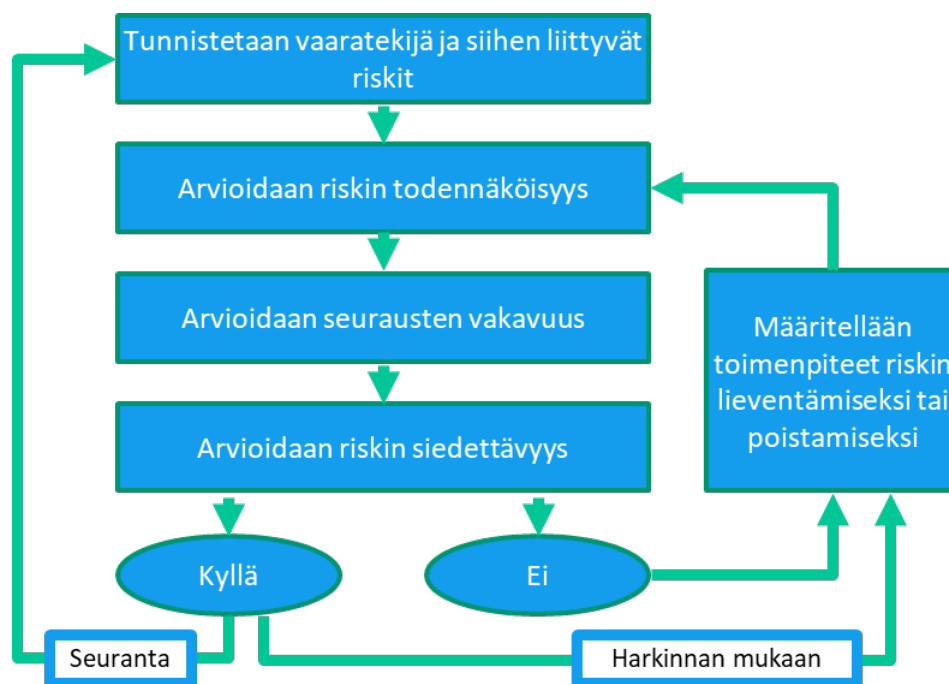 Tunnistetaan vaaratekijä ja siihen liittyvät
riskit
Arvioidaan riskin todennäköisyys
Arvioidaan seurausten vakavuus
Määritellään
toimenpiteet riskin
lieventämiseksi tai
poistamiseksi
Arvioidaan riskin siedettävyys
Kyllä
Ei
Seuranta
Harkinnan mukaan